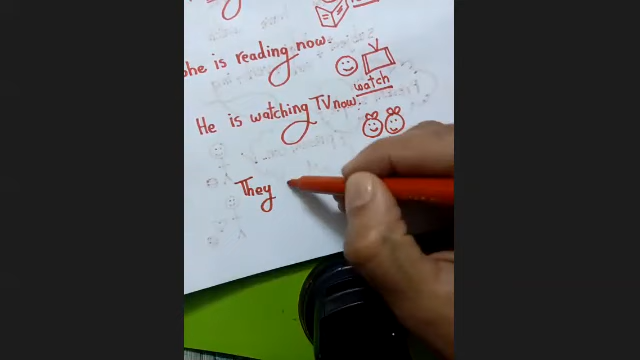 she is reading now.
watch
He is watching TV now.
They